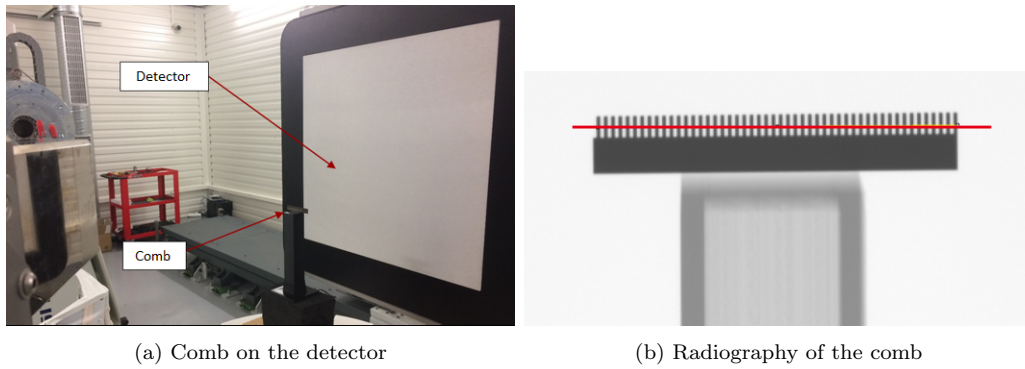 Detector
Comb
(a) Comb on the detector
(b) Radiography of the comb